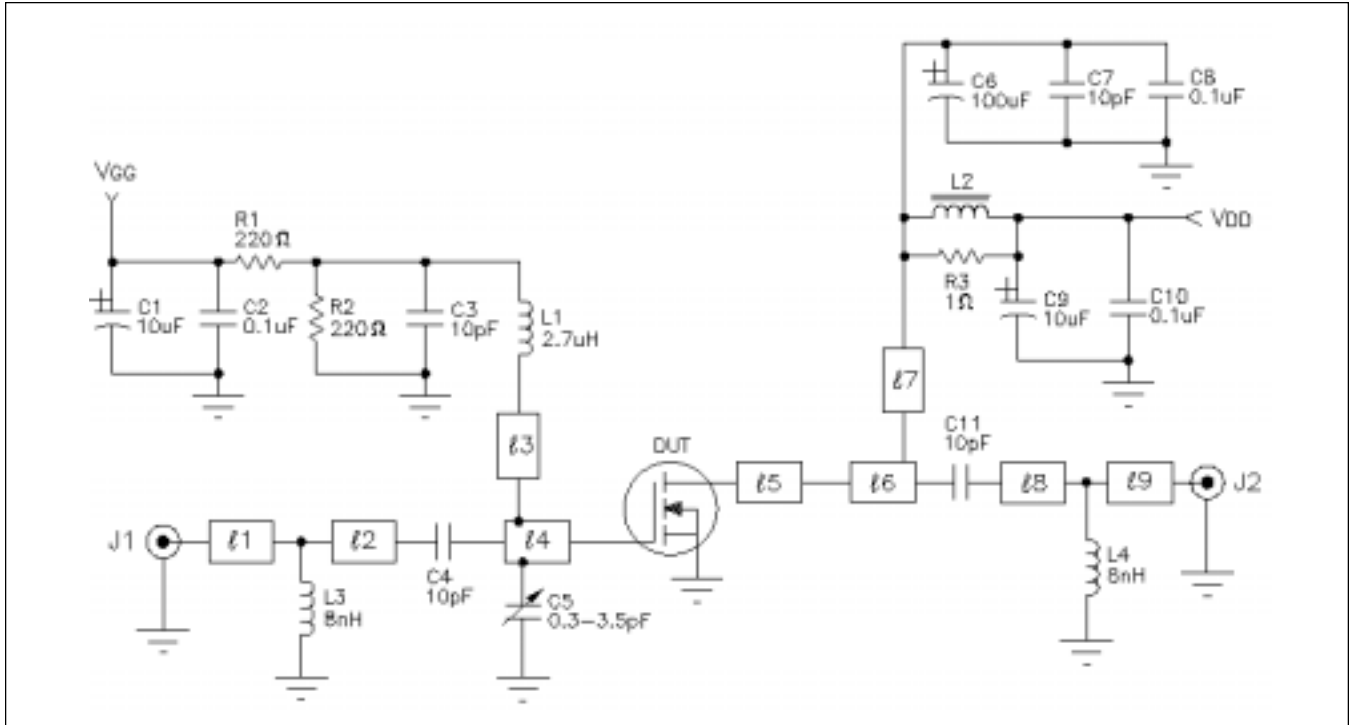 C6
100uF
C7
10pF
C8
0.1uF
VGG
L2
VDD
R1
220Ω
R3
1Ω
C1
10uF
C2
0.1uF
R2
220Ω
C3
10pF
L1
2.7uH
C9
10uF
C10
0.1uF
ℓ7
ℓ3
DUT
C11
10pF
ℓ5
ℓ6
ℓ8
ℓ9
J2
J1
ℓ1
ℓ2
C4
10pF
ℓ4
L3
8nH
C5
0.3-3.5pF
L4
8nH